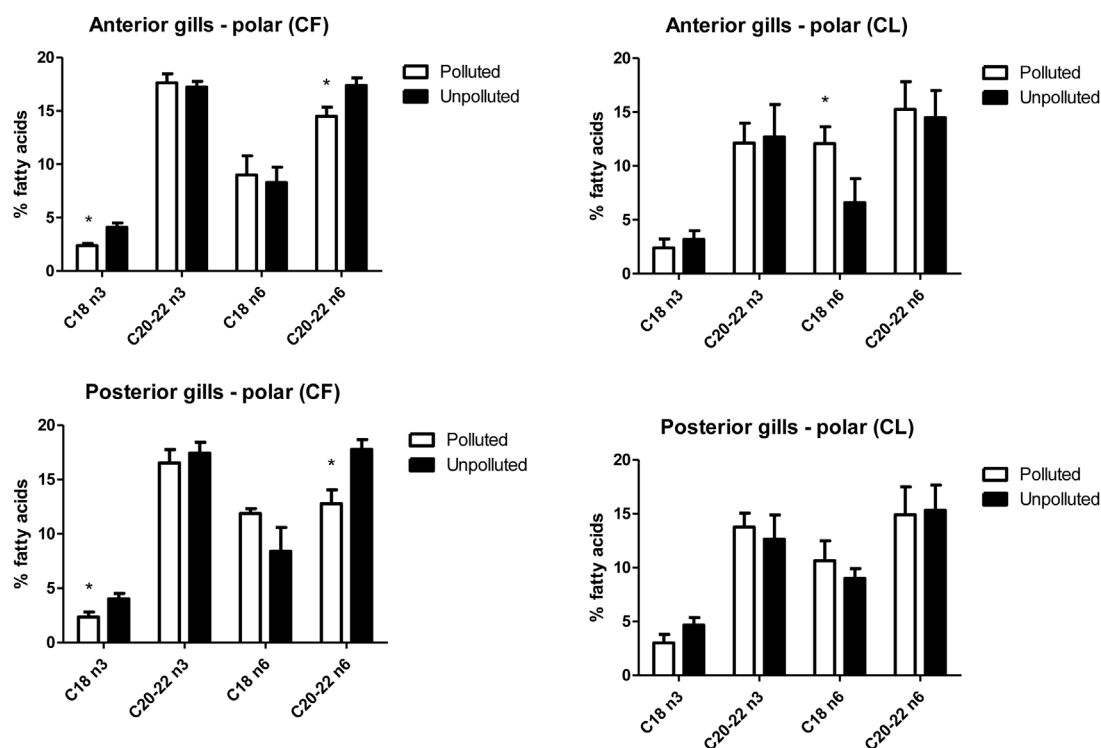 Anterior gills - polar (CF)
% fatty acids
20
15
10
5
0
*
*
C18 n3
C20-22 n3
C18 n6
C20-22 n6
Polluted
Unpolluted
Anterior gills - polar (CL)
% fatty acids
20
15
10
5
0
*
C18 n3
C20-22 n3
C18 n6
C20-22 n6
Polluted
Unpolluted
Posterior gills - polar (CF)
% fatty acids
20
15
10
5
0
*
*
C18 n3
C20-22 n3
C18 n6
C20-22 n6
Polluted
Unpolluted
Posterior gills - polar (CL)
% fatty acids
20
15
10
5
0
C18 n3
C20-22 n3
C18 n6
C20-22 n6
Polluted
Unpolluted